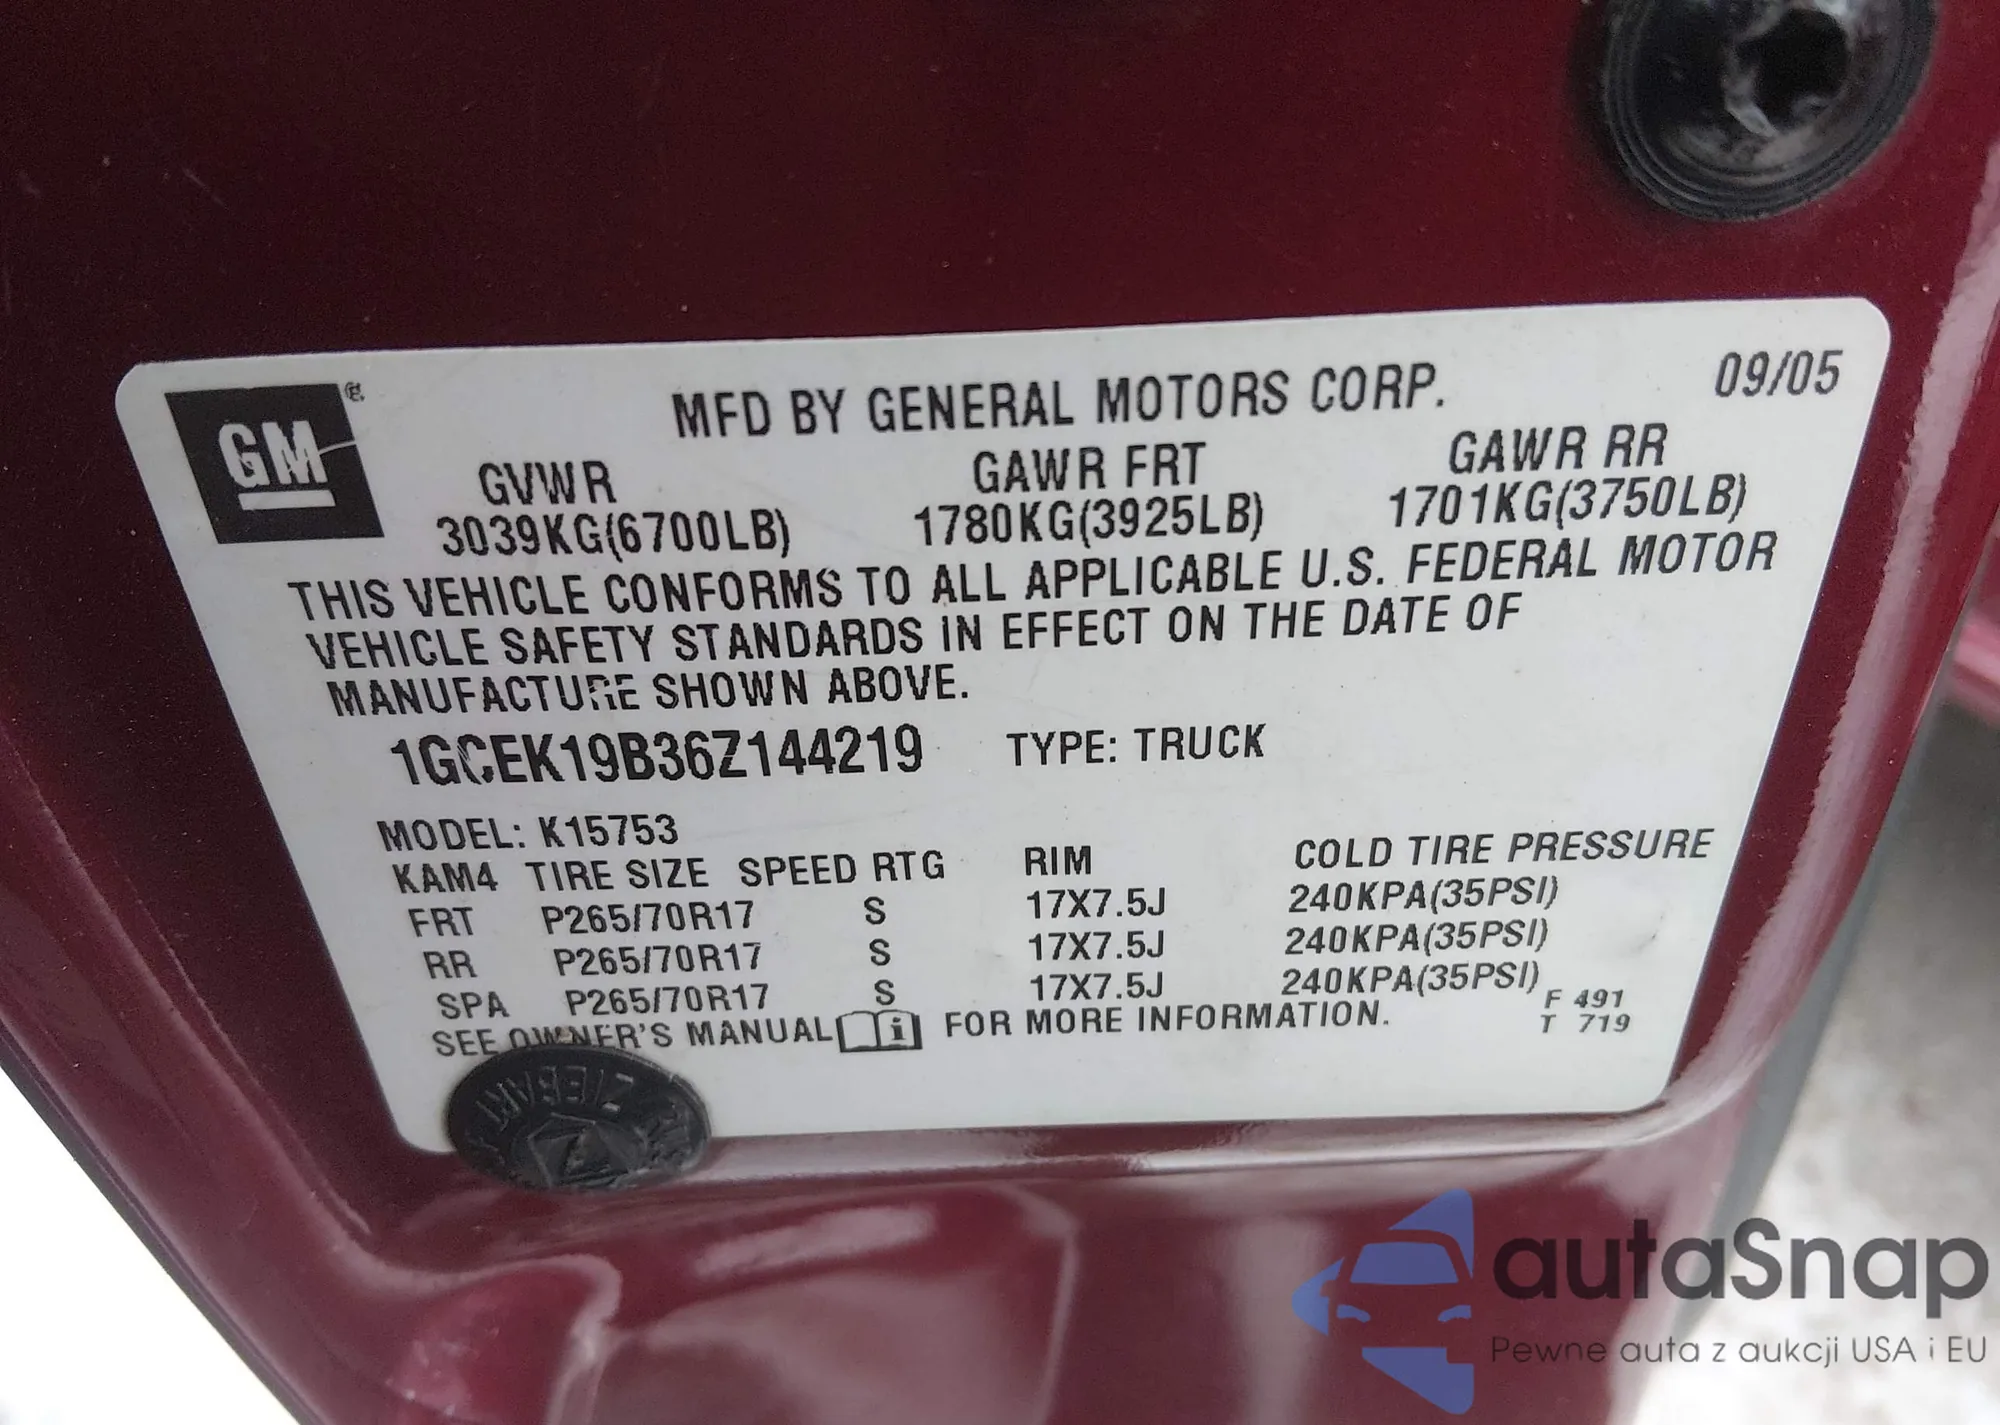 GM®
MFD BY GENERAL MOTORS CORP.
09/05
GVWR GAWR FRT GAWR RR
3039KG(6700LB) 1780KG(3925LB) 1701KG(3750LB)
THIS VEHICLE CONFORMS TO ALL APPLICABLE U.S. FEDERAL MOTOR
VEHICLE SAFETY STANDARDS IN EFFECT ON THE DATE OF
MANUFACTURE SHOWN ABOVE.
1GCEK19B36Z144219 TYPE: TRUCK
MODEL: K15753
KAM4 TIRE SIZE SPEED RTG RIM COLD TIRE PRESSURE
FRT P265/70R17 S 17X7.5J 240KPA(35PSI)
RR P265/70R17 S 17X7.5J 240KPA(35PSI)
SPA P265/70R17 S 17X7.5J 240KPA(35PSI)
SEE OWNER'S MANUAL i FOR MORE INFORMATION.
F 491
T 719
ZIEBART
Z
autaSnap
Pewne auta z aukcji USA i EU